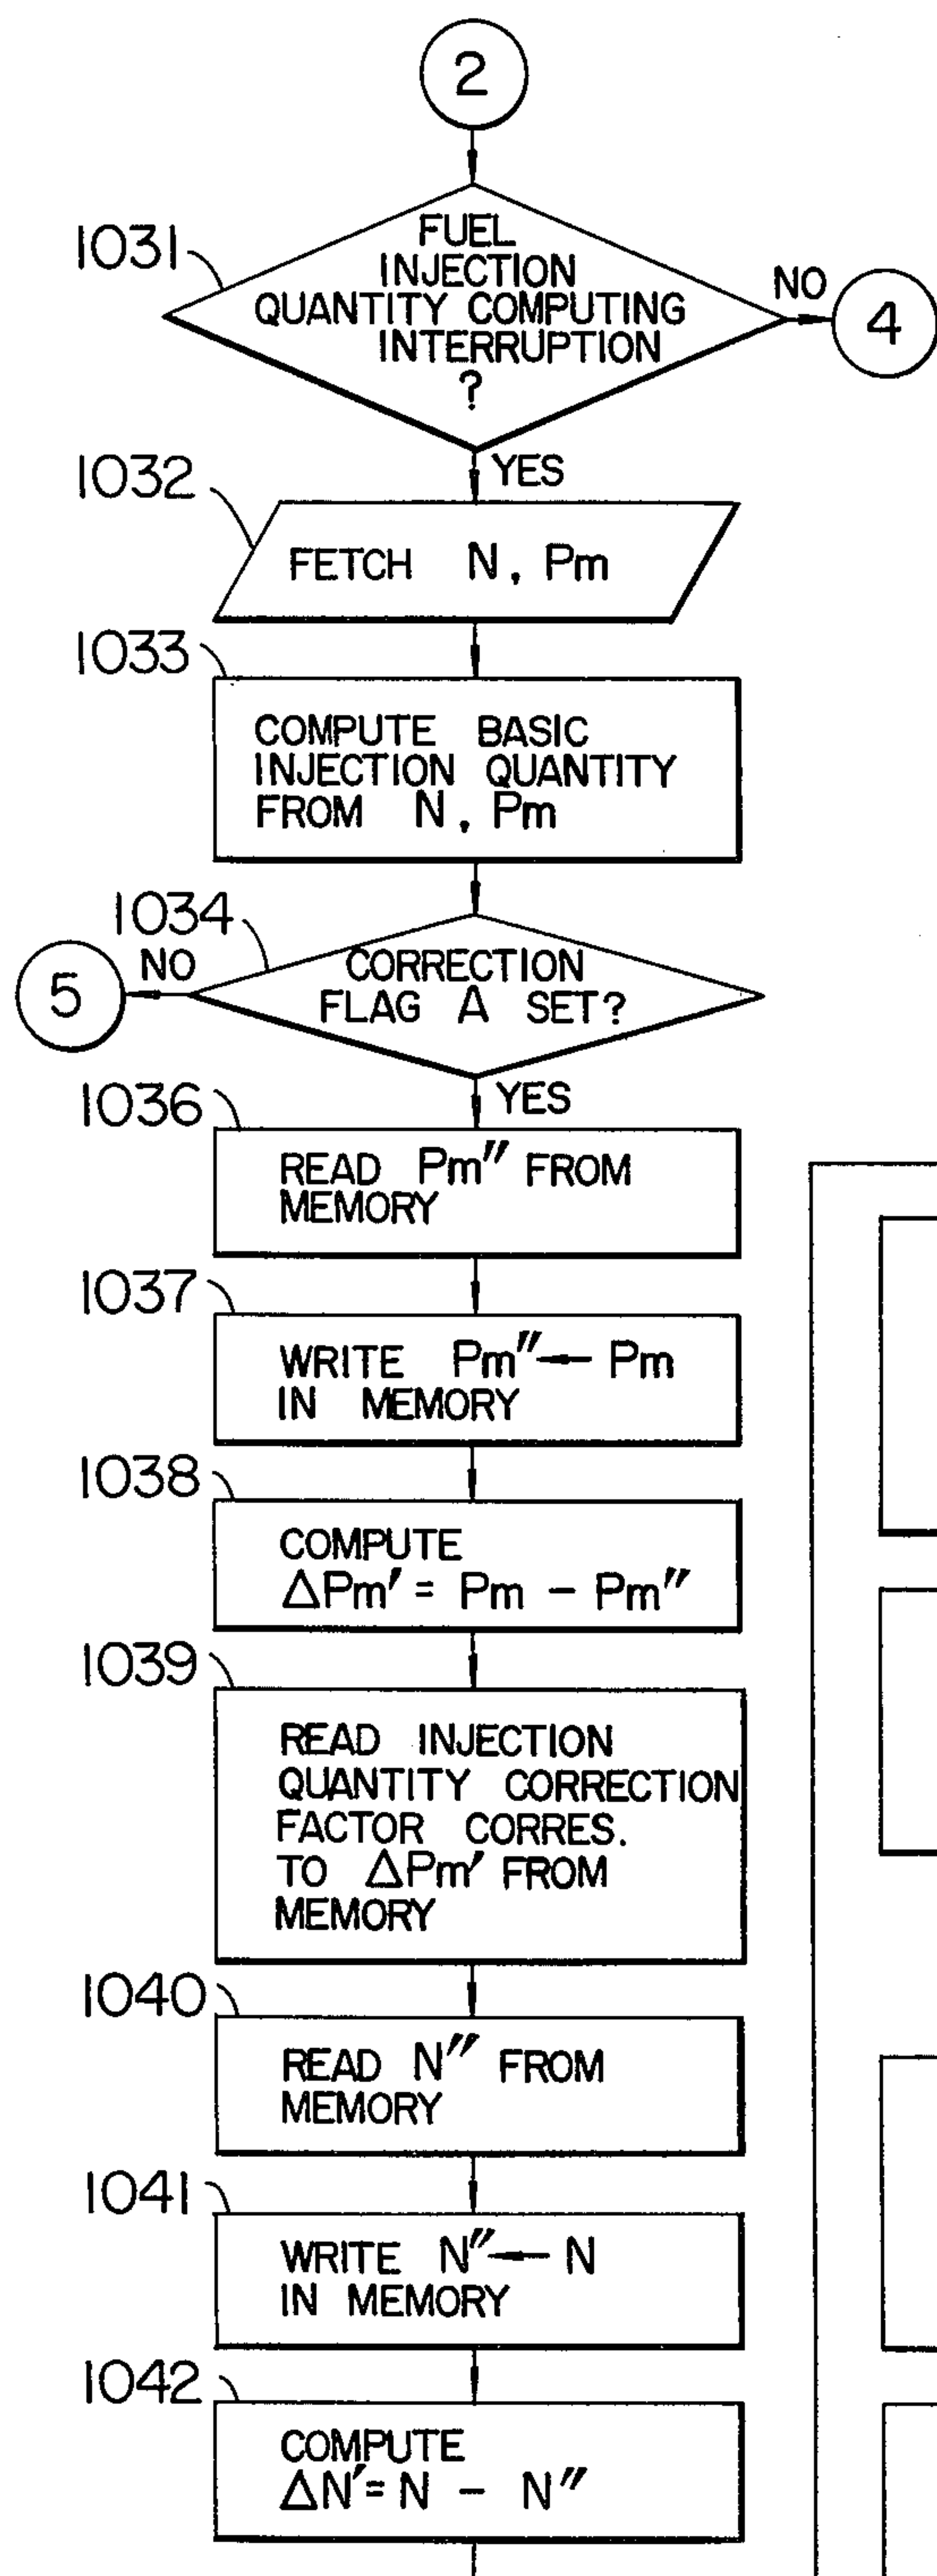 2
1031
FUEL
INJECTION
QUANTITY COMPUTING
INTERRUPTION
?
NO
4
YES
1032
FETCH N, Pm
1033
COMPUTE BASIC
INJECTION QUANTITY
FROM N, Pm
1034
CORRECTION
FLAG A SET?
NO
5
YES
1036
READ Pm" FROM
MEMORY
1037
WRITE Pm" ← Pm
IN MEMORY
1038
COMPUTE
ΔPm' = Pm - Pm"
1039
READ INJECTION
QUANTITY CORRECTION
FACTOR CORRES.
TO ΔPm' FROM
MEMORY
1040
READ N" FROM
MEMORY
1041
WRITE N" ← N
IN MEMORY
1042
COMPUTE
ΔN' = N - N"